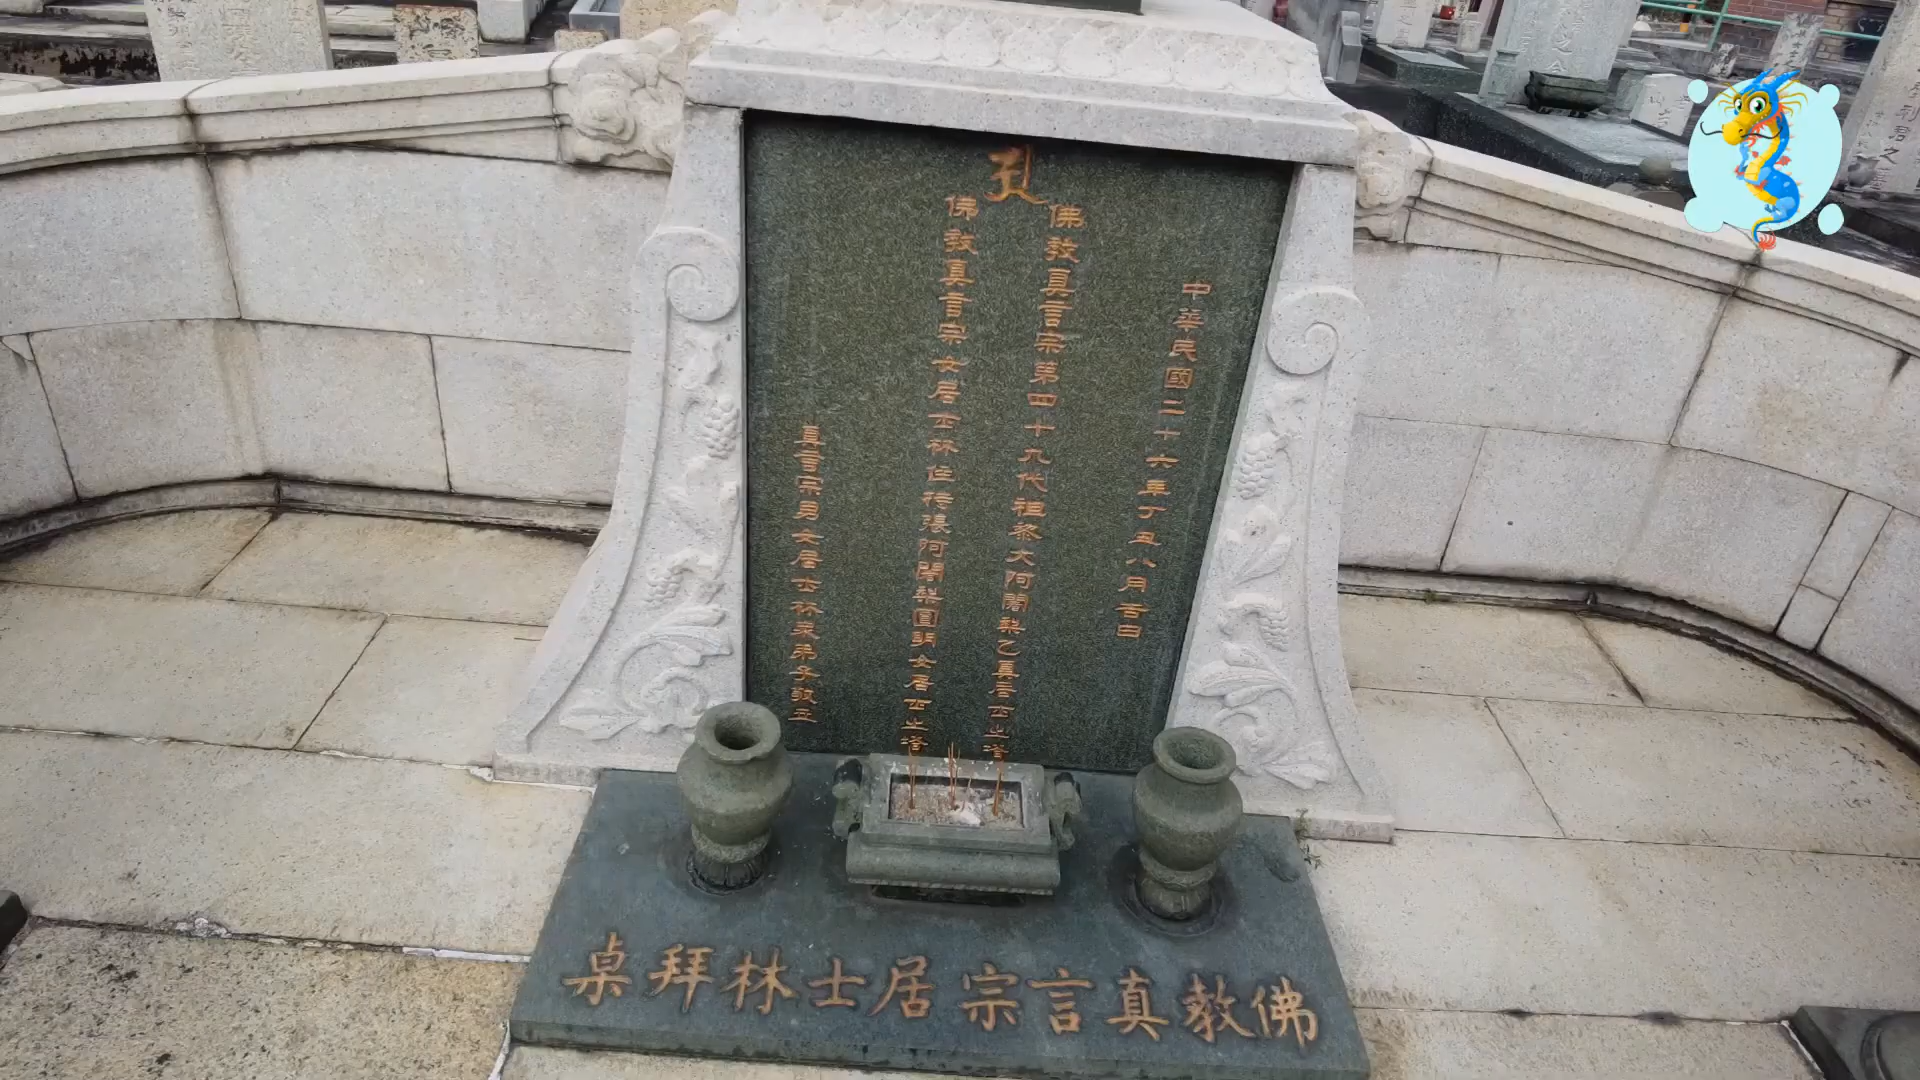 中華民國二十六年丁丑八月吉日
佛教真言宗第四十九代祖黎大阿闍梨乙真居士之塔
佛教真言宗女居士林住持張阿闍梨圓明女居士之塔
真言宗男女居士林眾弟子敬立
佛教真言宗居士林拜桌